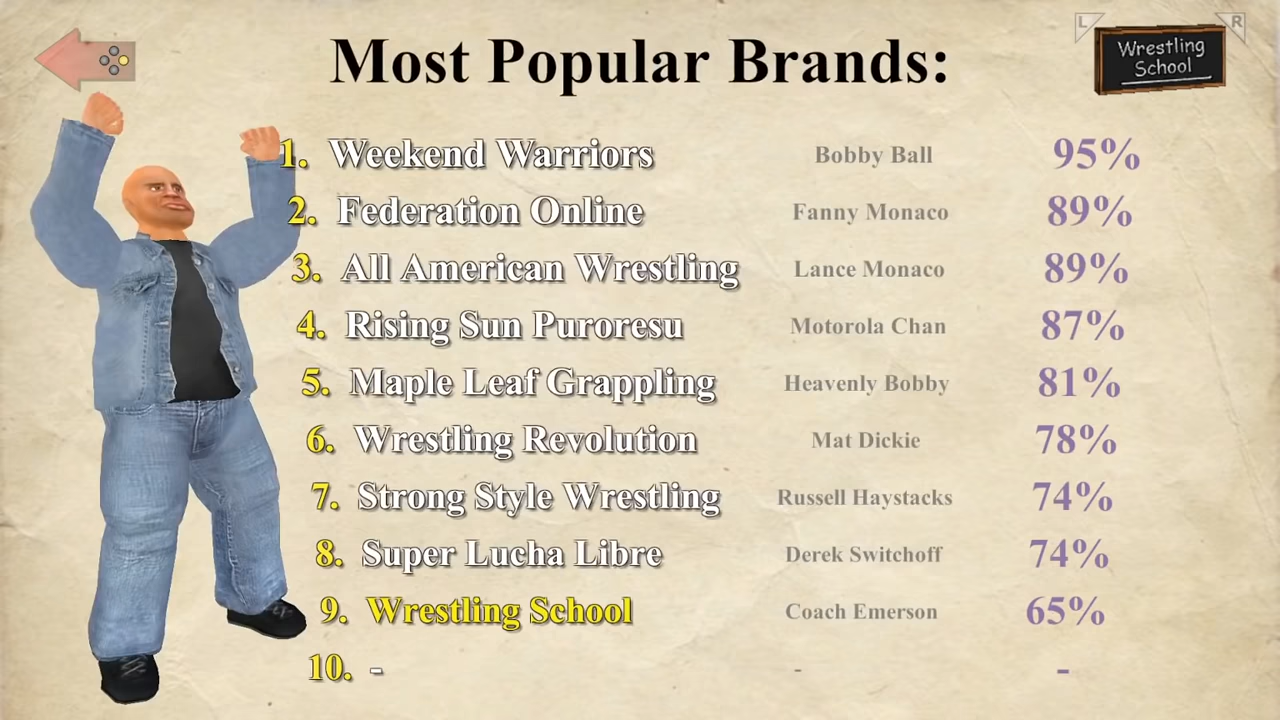 Most Popular Brands:
L
R
Wrestling
School
1. Weekend Warriors Bobby Ball 95%
2. Federation Online Fanny Monaco 89%
3. All American Wrestling Lance Monaco 89%
4. Rising Sun Puroresu Motorola Chan 87%
5. Maple Leaf Grappling Heavenly Bobby 81%
6. Wrestling Revolution Mat Dickie 78%
7. Strong Style Wrestling Russell Haystacks 74%
8. Super Lucha Libre Derek Switchoff 74%
9. Wrestling School Coach Emerson 65%
10. - - -